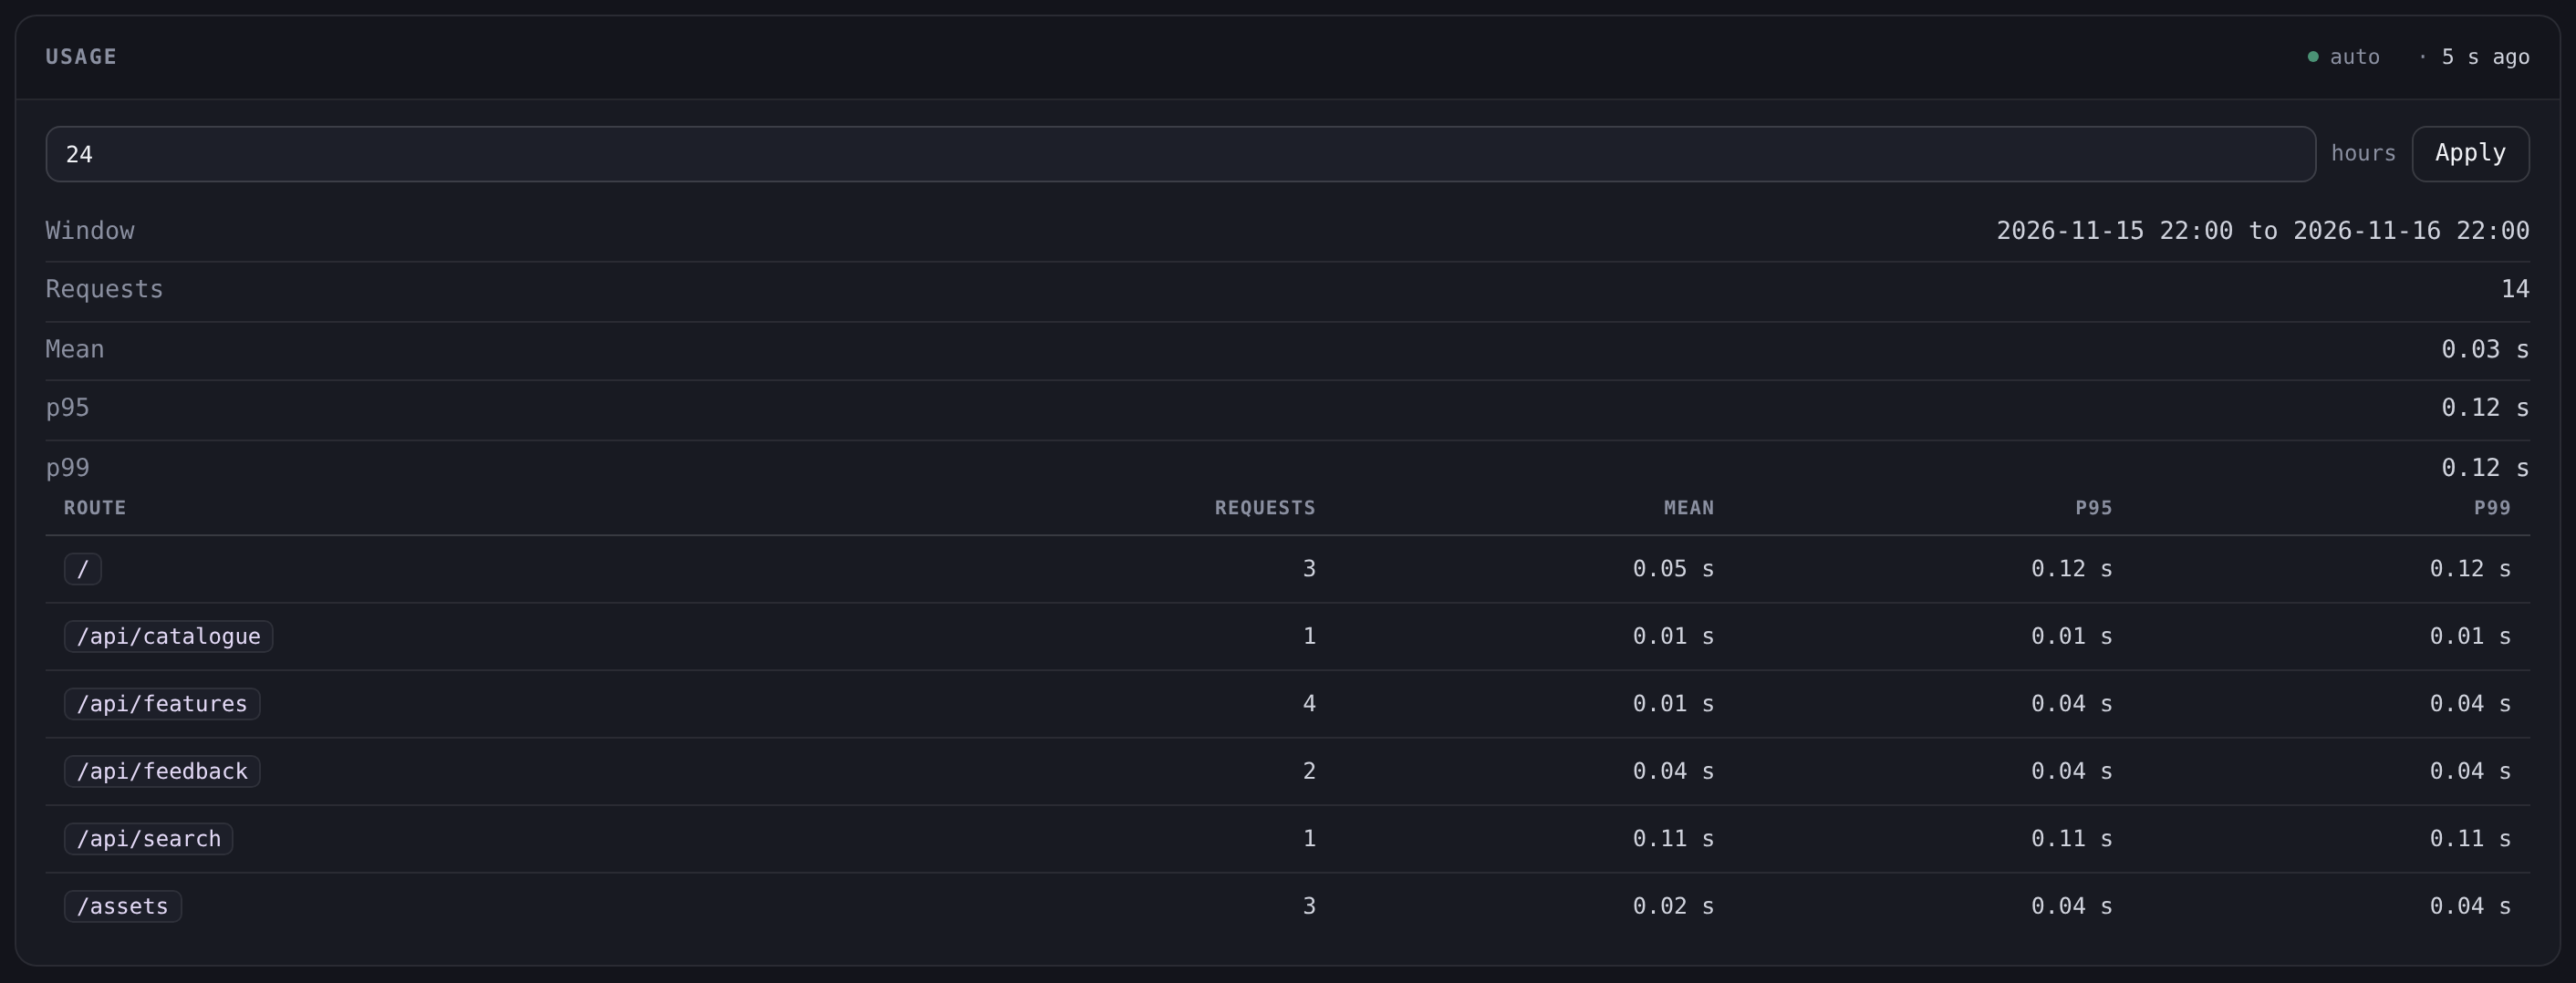 USAGE auto · 5 s ago
24 hours Apply
Window 2026-11-15 22:00 to 2026-11-16 22:00
Requests 14
Mean 0.03 s
p95 0.12 s
p99 0.12 s
ROUTE REQUESTS MEAN P95 P99
/ 3 0.05 s 0.12 s 0.12 s
/api/catalogue 1 0.01 s 0.01 s 0.01 s
/api/features 4 0.01 s 0.04 s 0.04 s
/api/feedback 2 0.04 s 0.04 s 0.04 s
/api/search 1 0.11 s 0.11 s 0.11 s
/assets 3 0.02 s 0.04 s 0.04 s